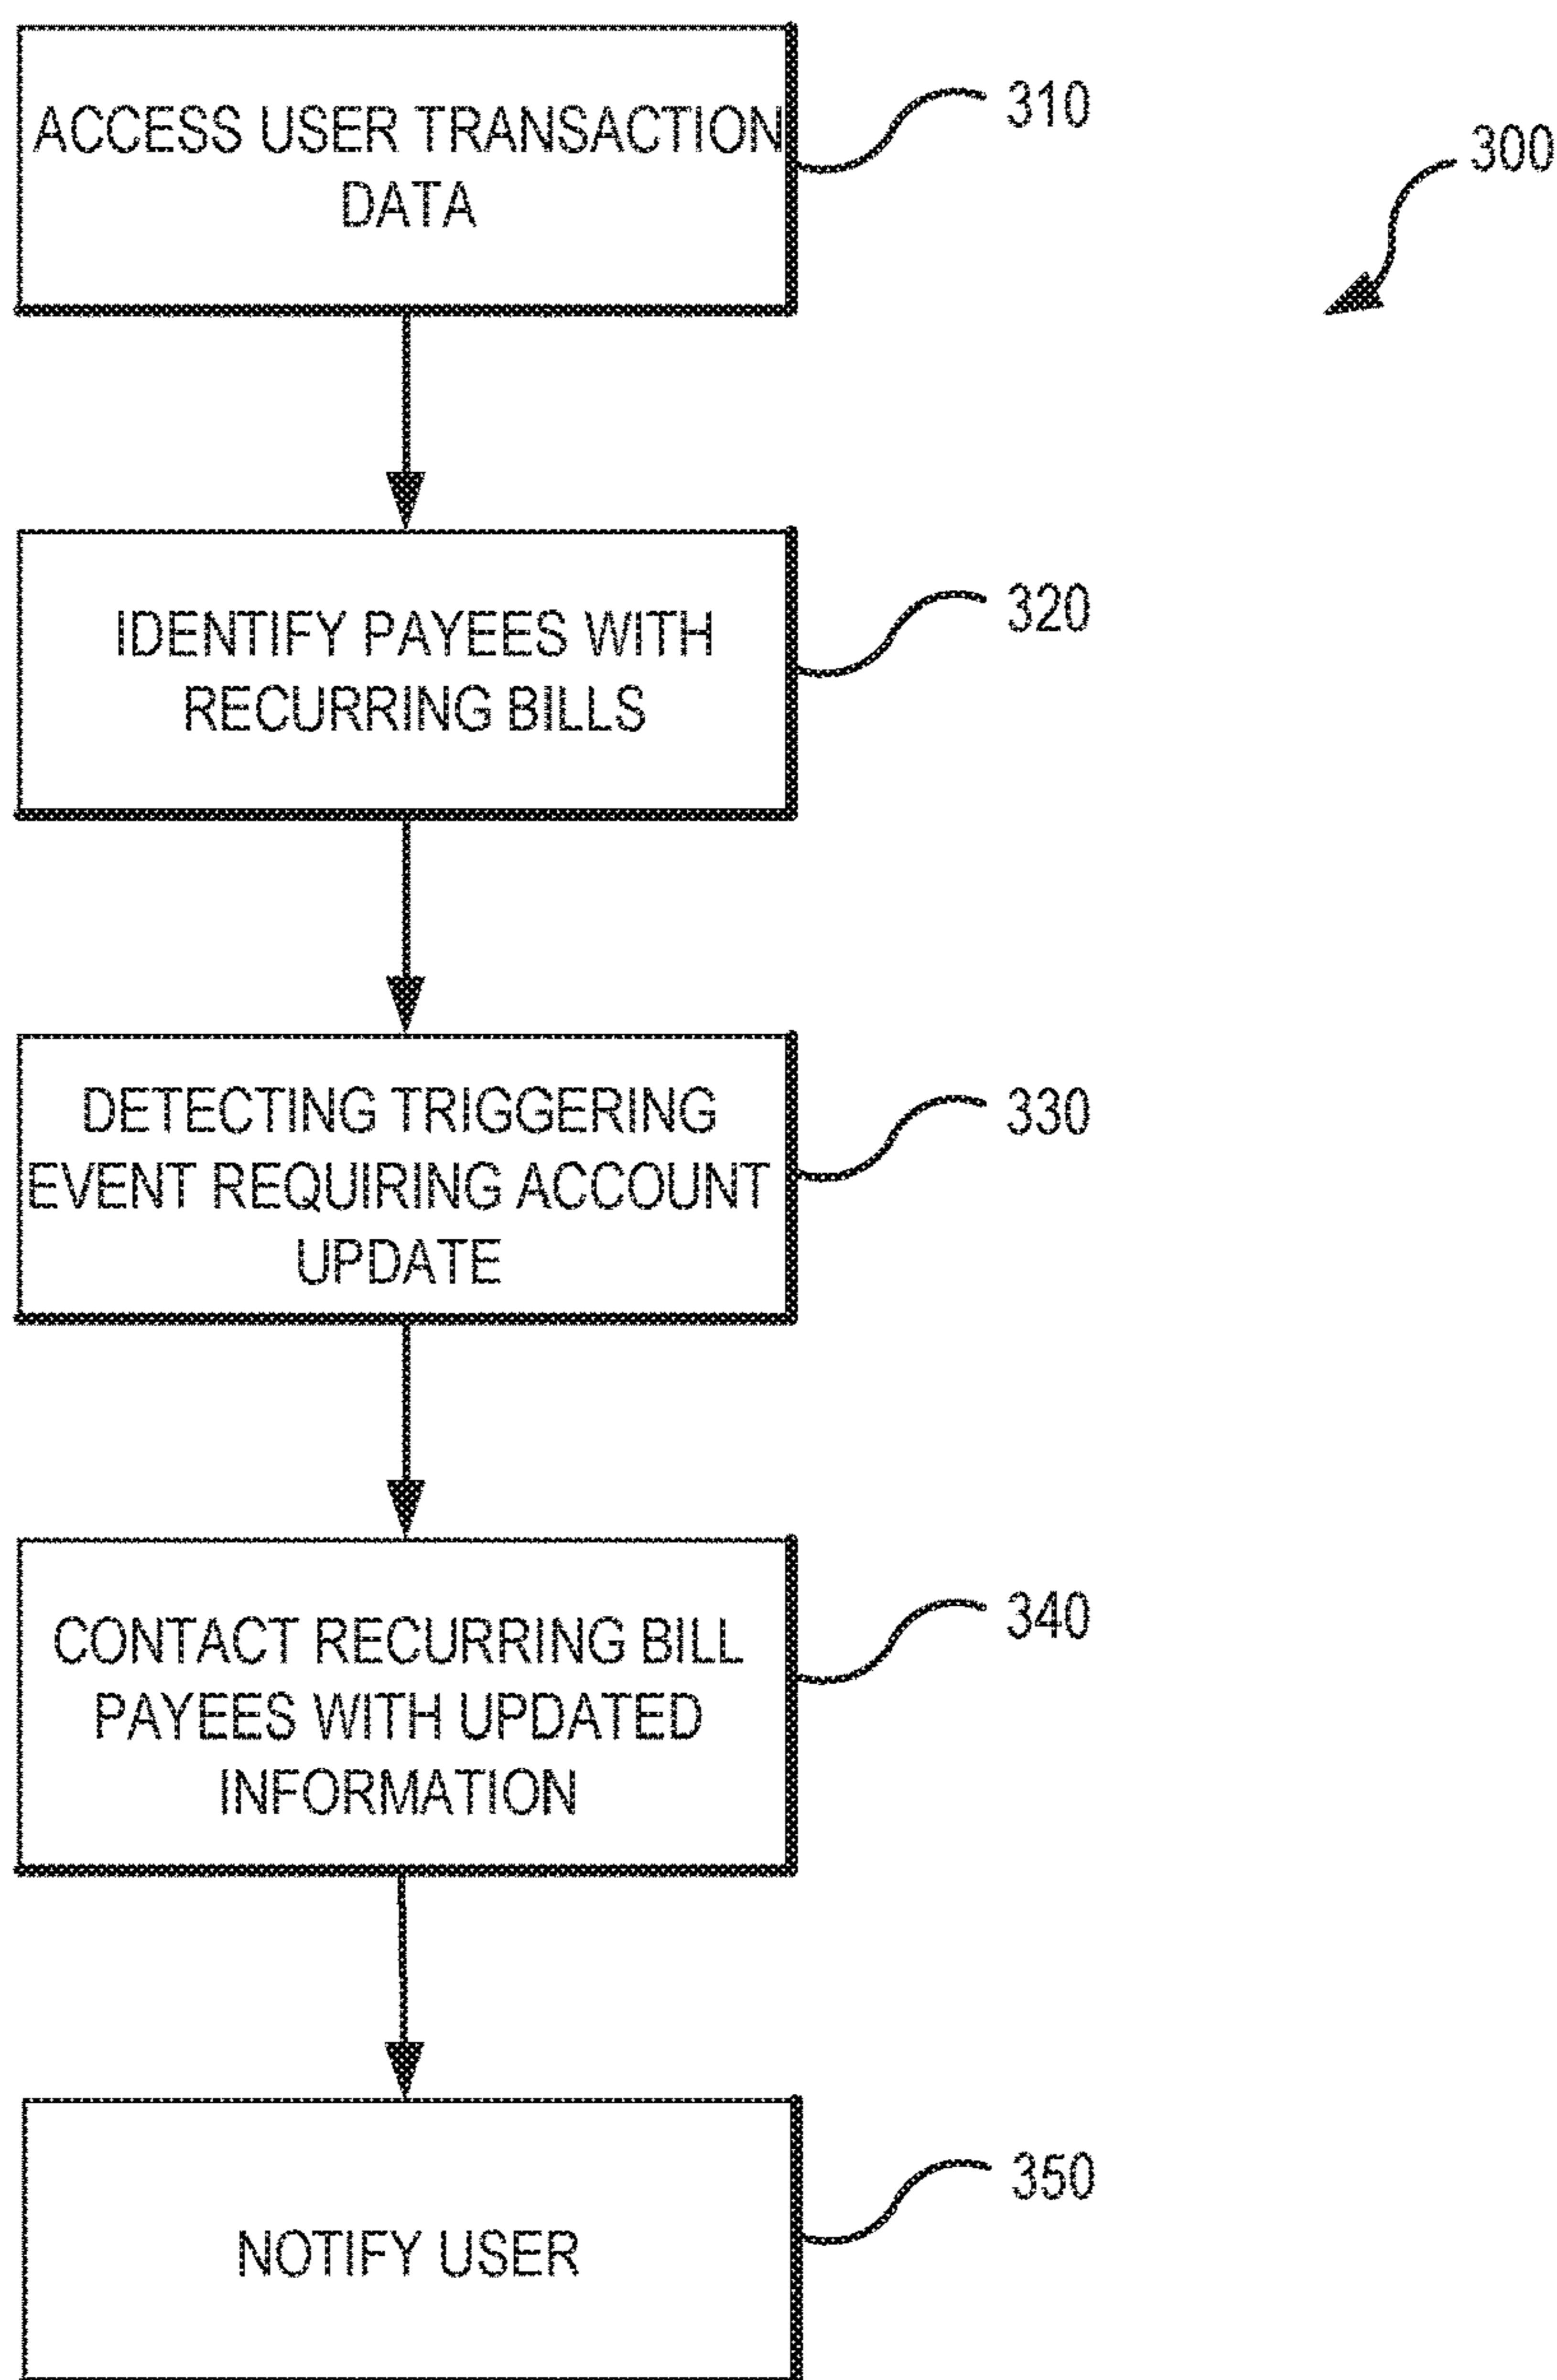 ACCESS USER TRANSACTION
DATA
310
300
IDENTIFY PAYEES WITH
RECURRING BILLS
320
DETECTING TRIGGERING
EVENT REQUIRING ACCOUNT
UPDATE
330
CONTACT RECURRING BILL
PAYEES WITH UPDATED
INFORMATION
340
NOTIFY USER
350